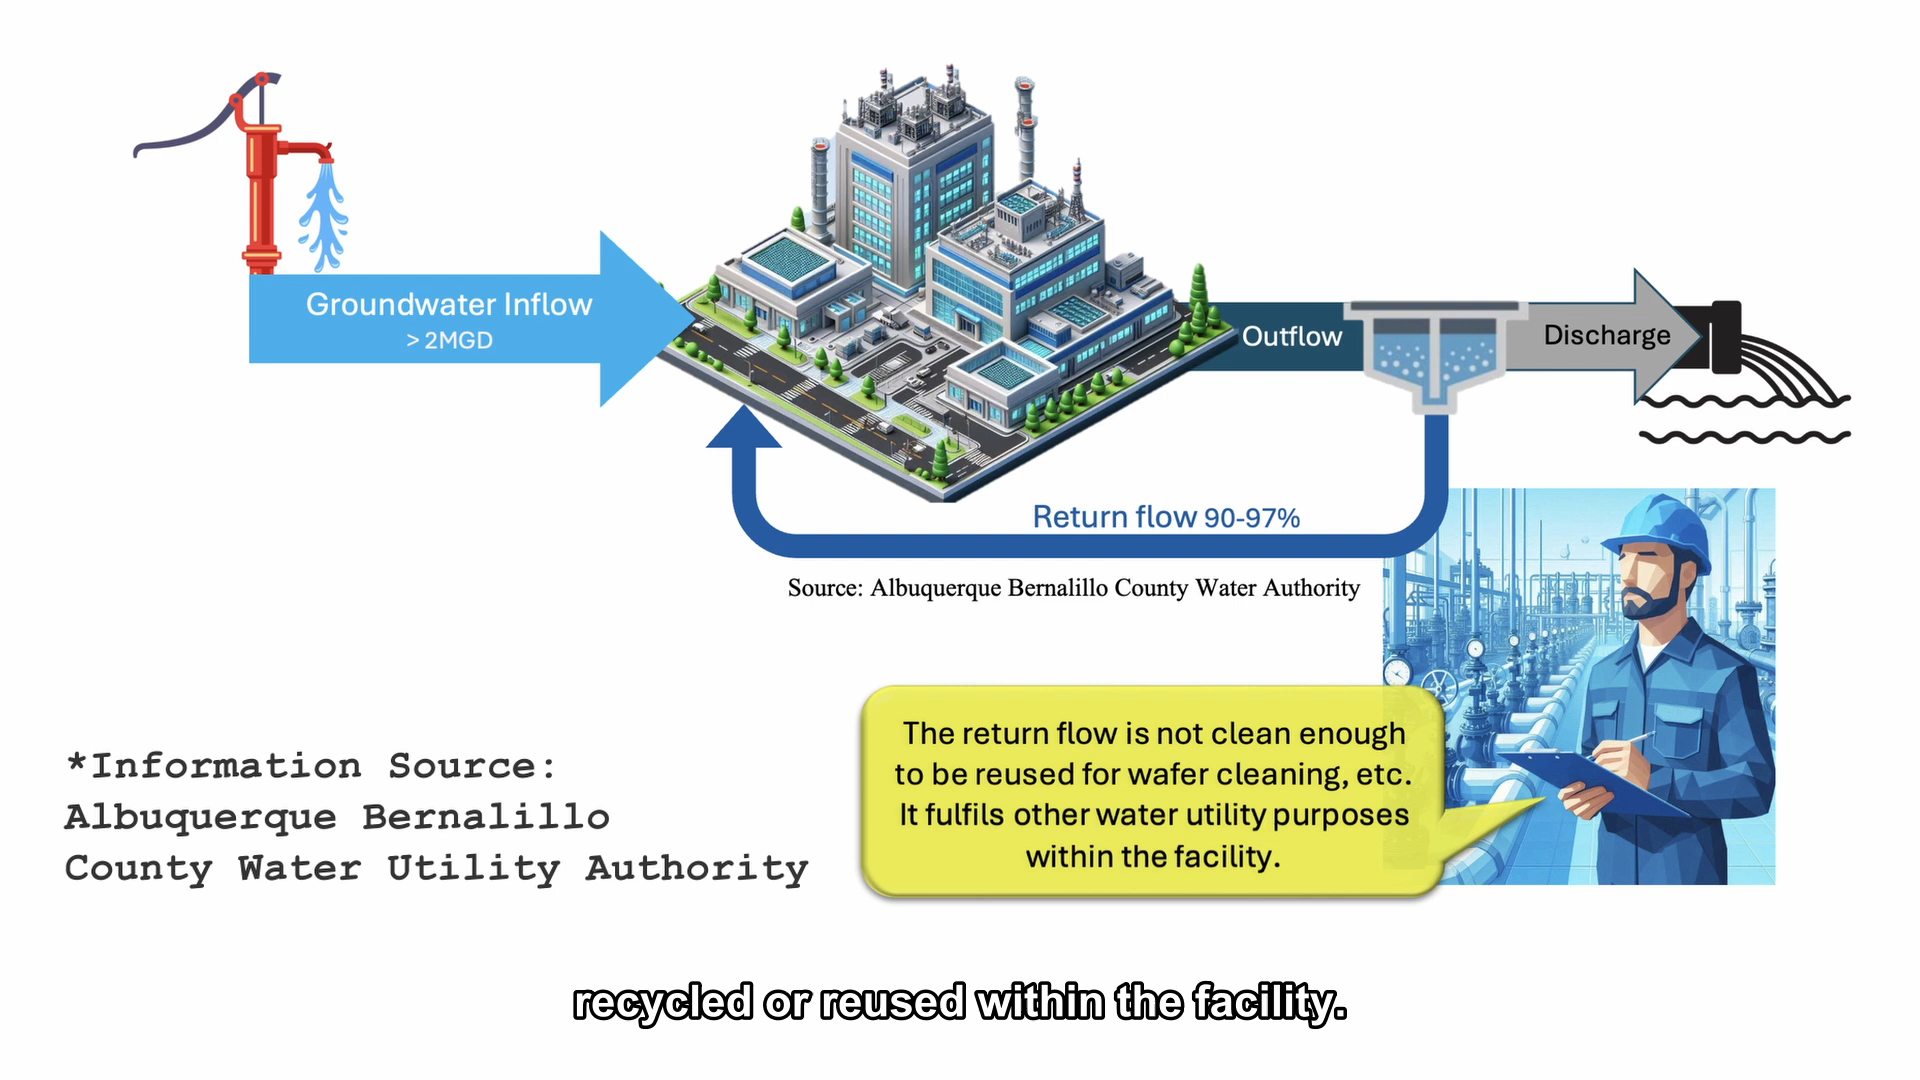 Groundwater Inflow
> 2MGD
Outflow
Discharge
Return flow 90-97%
Source: Albuquerque Bernalillo County Water Authority
The return flow is not clean enough
to be reused for wafer cleaning, etc.
It fulfils other water utility purposes
within the facility.
*Information Source:
Albuquerque Bernalillo
County Water Utility Authority
recycled or reused within the facility.